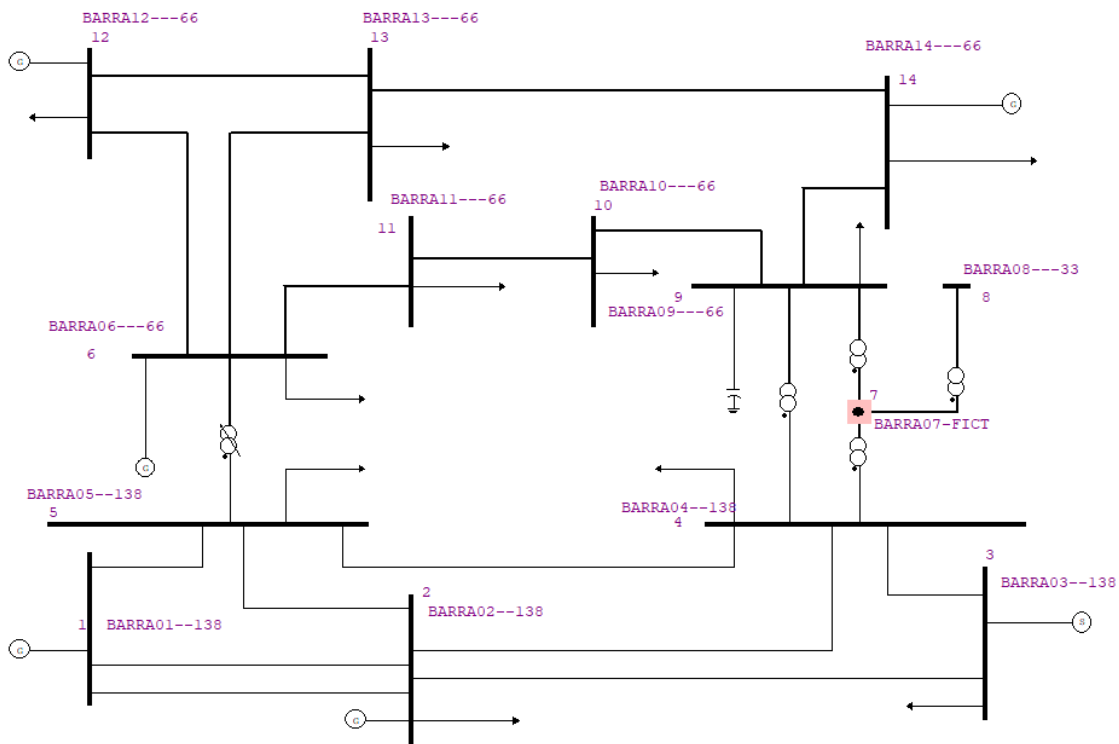 BARRA12---66
12
BARRA13---66
13
BARRA14---66
14
G
G
BARRA11---66
11
BARRA10---66
10
BARRA08---33
8
9
BARRA09---66
BARRA06---66
6
7
BARRA07-FICT
G
BARRA05--138
5
BARRA04--138
4
3
BARRA03--138
2
BARRA02--138
1
BARRA01--138
S
G
G